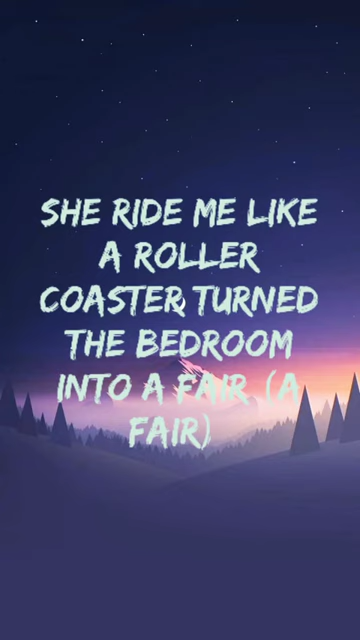 SHE RIDE ME LIKE
A ROLLER
COASTER, TURNED
THE BEDROOM
INTO A FAIR (A
FAIR)